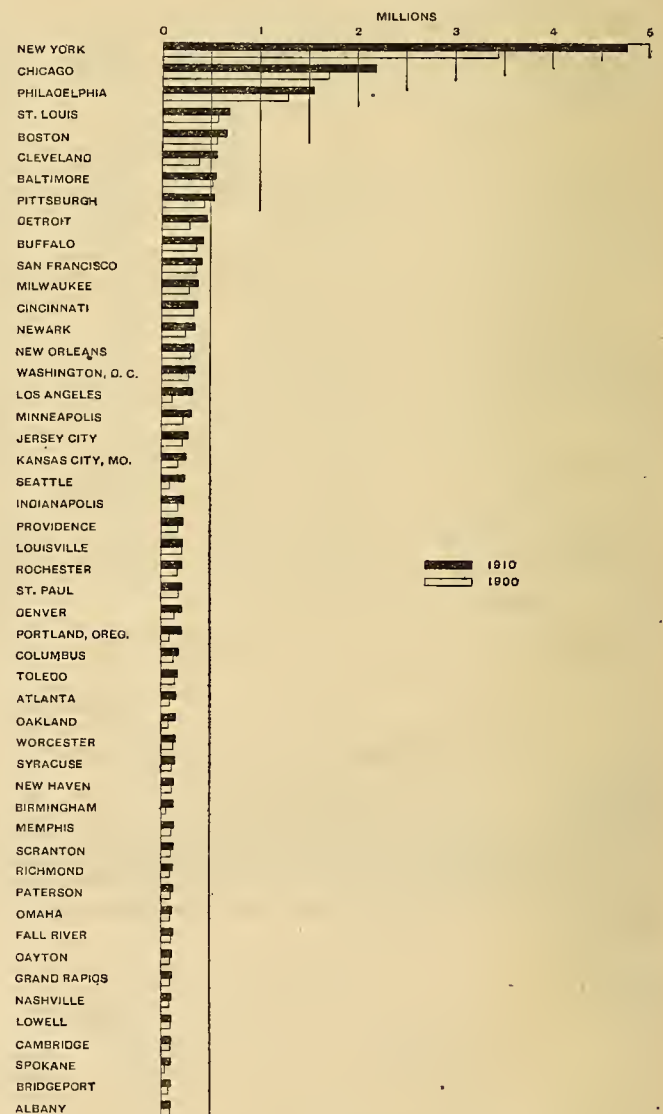 MILLIONS
0 1 2 3 4 5
NEW YORK
CHICAGO
PHILADELPHIA
ST. LOUIS
BOSTON
CLEVELAND
BALTIMORE
PITTSBURGH
DETROIT
BUFFALO
SAN FRANCISCO
MILWAUKEE
CINCINNATI
NEWARK
NEW ORLEANS
WASHINGTON, D. C.
LOS ANGELES
MINNEAPOLIS
JERSEY CITY
KANSAS CITY, MO.
SEATTLE
INDIANAPOLIS
PROVIDENCE
LOUISVILLE
ROCHESTER
1910
ST. PAUL
1900
DENVER
PORTLAND, OREG.
COLUMBUS
TOLEDO
ATLANTA
OAKLAND
WORCESTER
SYRACUSE
NEW HAVEN
BIRMINGHAM
MEMPHIS
SCRANTON
RICHMOND
PATERSON
OMAHA
FALL RIVER
DAYTON
GRAND RAPIDS
NASHVILLE
LOWELL
CAMBRIDGE
SPOKANE
BRIDGEPORT
ALBANY